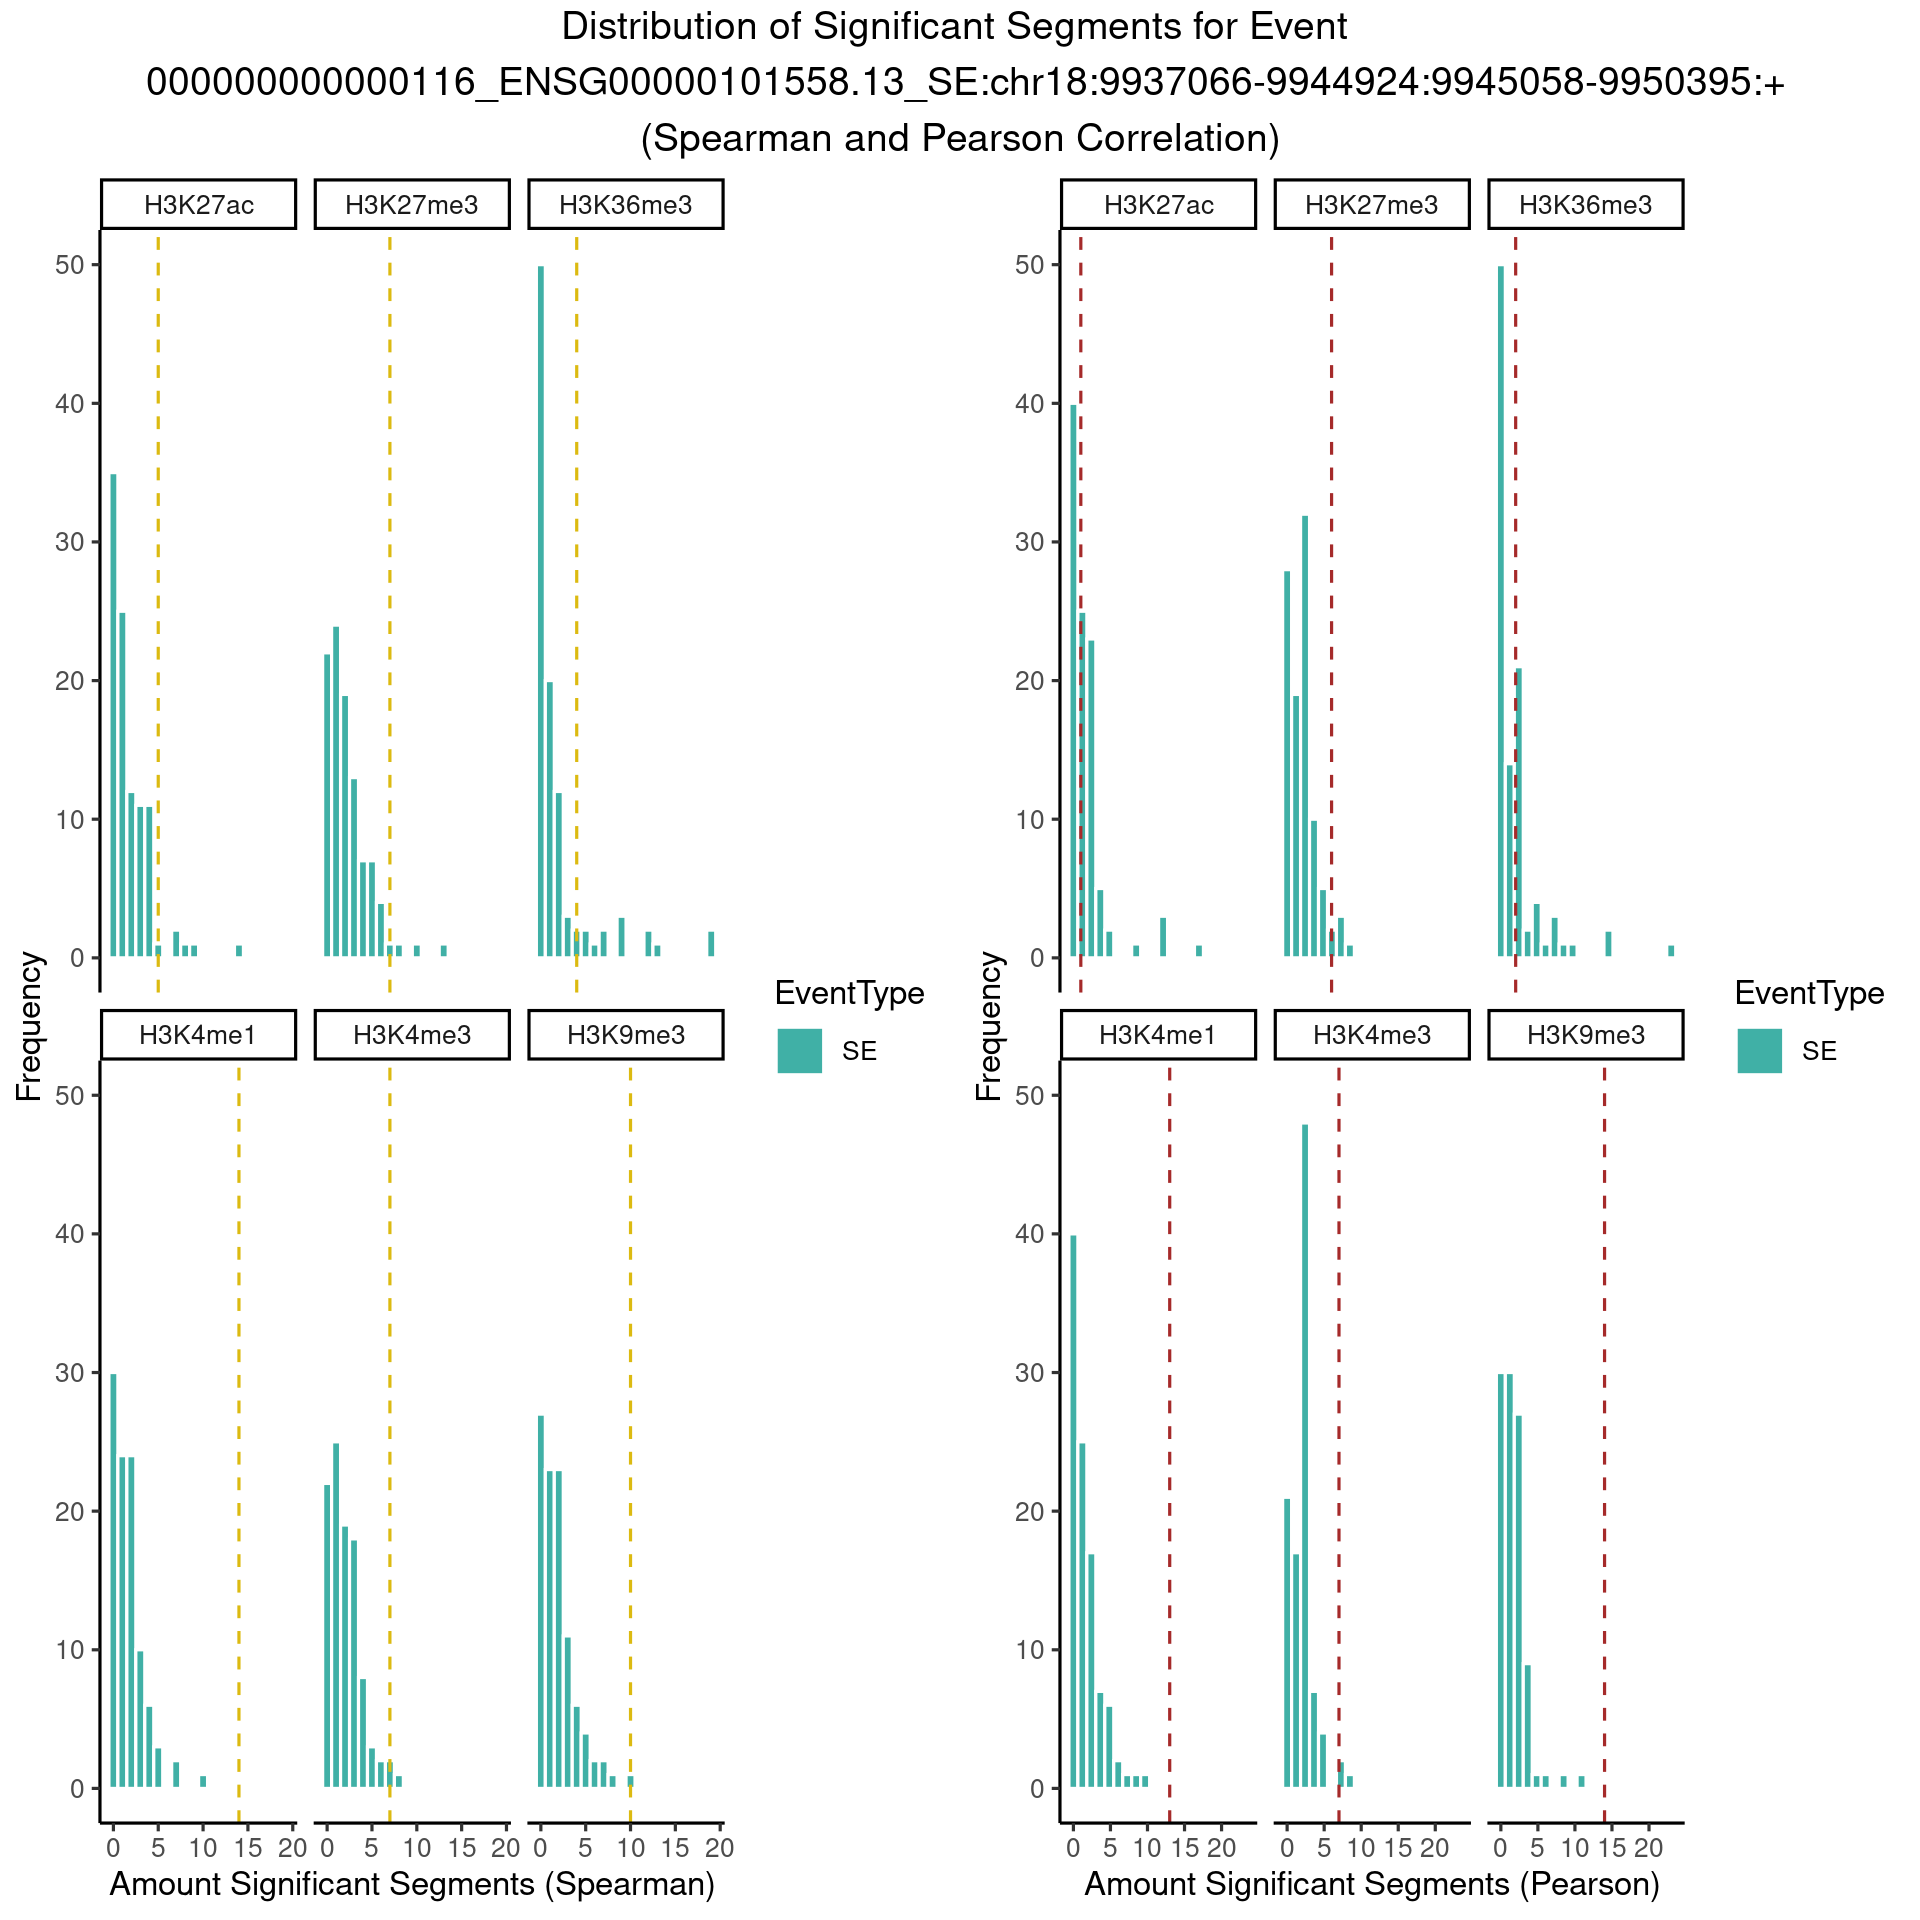 Distribution of Significant Segments for Event
000000000000116_ENSG00000101558.13_SE:chr18:9937066-9944924:9945058-9950395:+
(Spearman and Pearson Correlation)
H3K27ac H3K27me3 H3K36me3
50
40
30
20
10
0
H3K4me1 H3K4me3 H3K9me3
50
40
30
20
10
0
0 5 10 15 20 0 5 10 15 20 0 5 10 15 20
Frequency
Amount Significant Segments (Spearman)
EventType
SE
H3K27ac H3K27me3 H3K36me3
50
40
30
20
10
0
H3K4me1 H3K4me3 H3K9me3
50
40
30
20
10
0
0 5 10 15 20 0 5 10 15 20 0 5 10 15 20
Frequency
Amount Significant Segments (Pearson)
EventType
SE